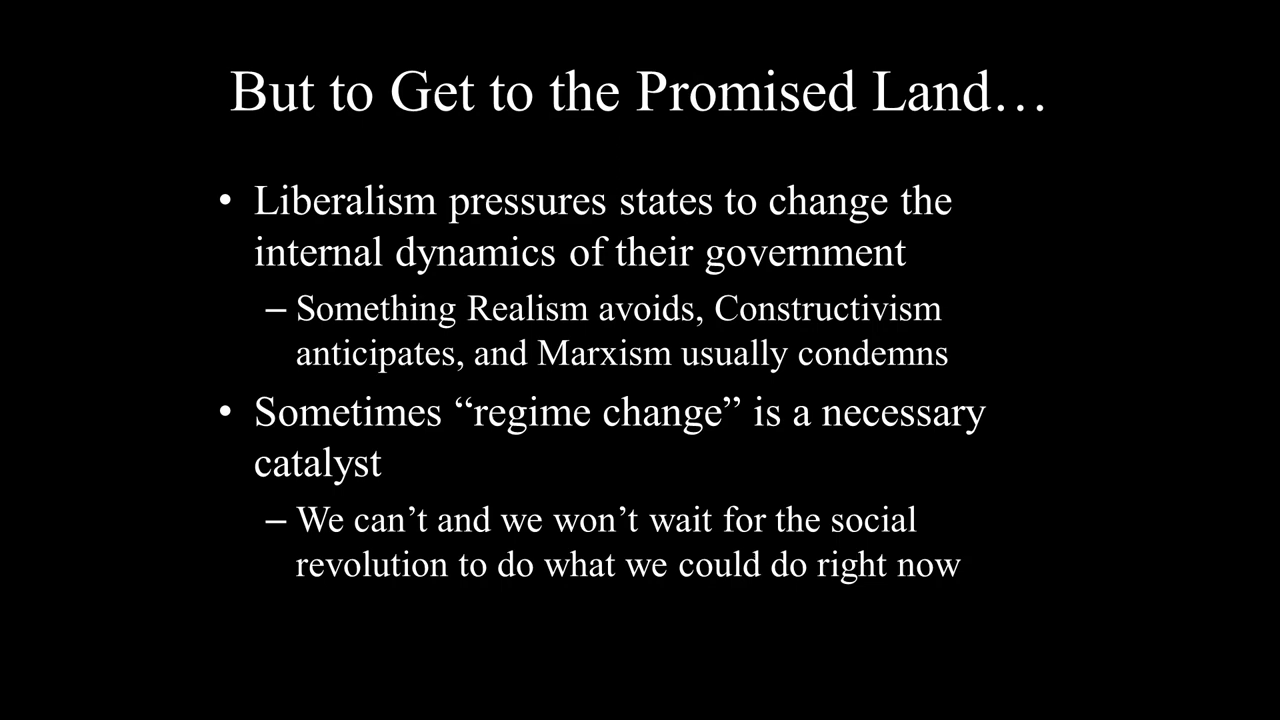 But to Get to the Promised Land…
• Liberalism pressures states to change the
internal dynamics of their government
– Something Realism avoids, Constructivism
anticipates, and Marxism usually condemns
• Sometimes “regime change” is a necessary
catalyst
– We can’t and we won’t wait for the social
revolution to do what we could do right now